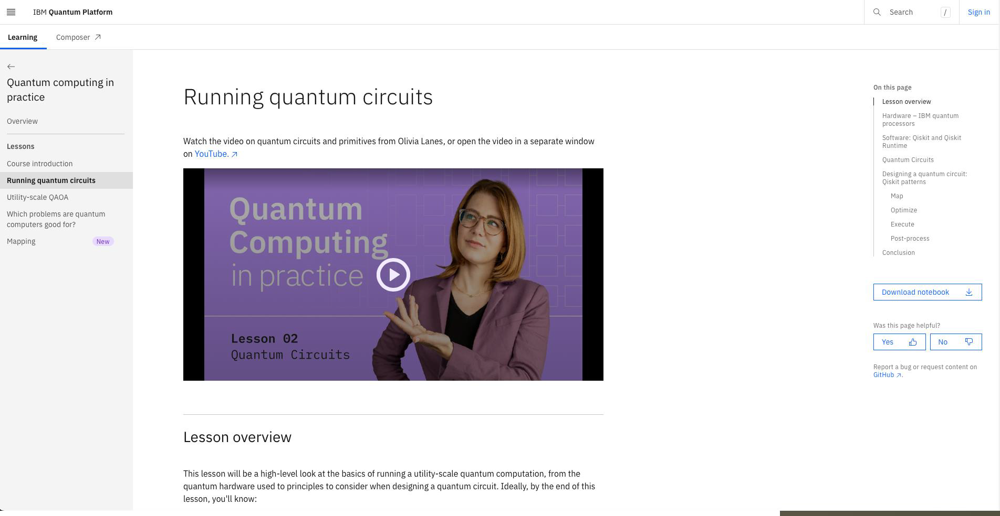 IBM Quantum Platform
Search
/
Sign in
Learning
Composer
Quantum computing in
practice
Overview
Lessons
Course introduction
Running quantum circuits
Utility-scale QAOA
Which problems are quantum
computers good for?
Mapping
New
Running quantum circuits
Watch the video on quantum circuits and primitives from Olivia Lanes, or open the video in a separate window
on YouTube.
Quantum
Computing
in practice
Lesson 02
Quantum Circuits
Lesson overview
This lesson will be a high-level look at the basics of running a utility-scale quantum computation, from the
quantum hardware used to principles to consider when designing a quantum circuit. Ideally, by the end of this
lesson, you'll know:
On this page
Lesson overview
Hardware – IBM quantum
processors
Software: Qiskit and Qiskit
Runtime
Quantum Circuits
Designing a quantum circuit:
Qiskit patterns
Map
Optimize
Execute
Post-process
Conclusion
Download notebook
Was this page helpful?
Yes
No
Report a bug or request content on
GitHub.